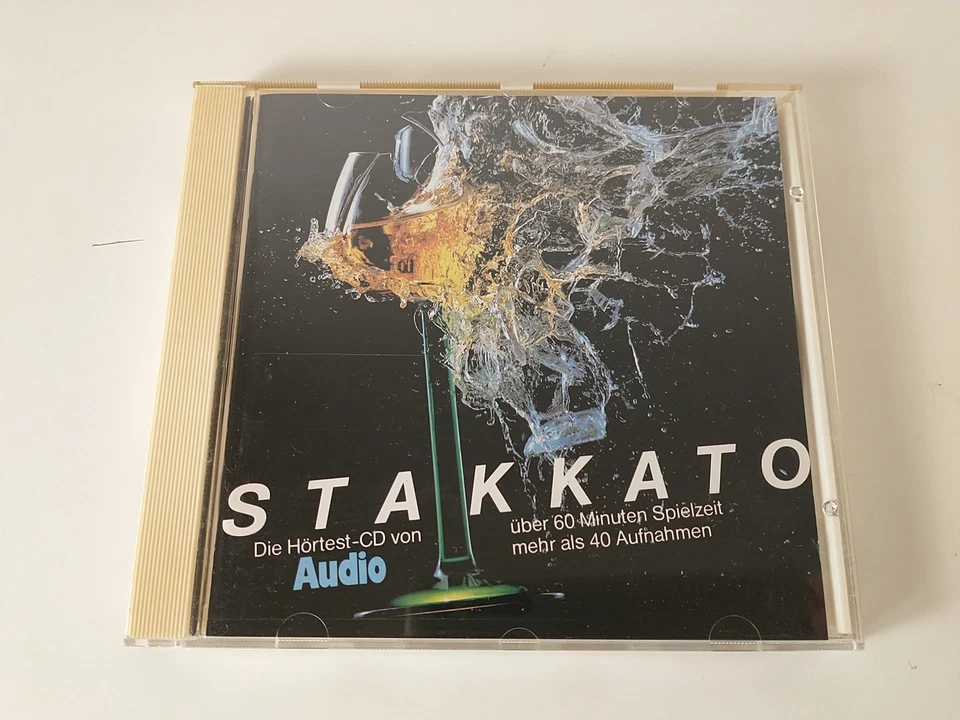 STAKKATO
Die Hörtest-CD von
Audio
über 60 Minuten Spielzeit
mehr als 40 Aufnahmen